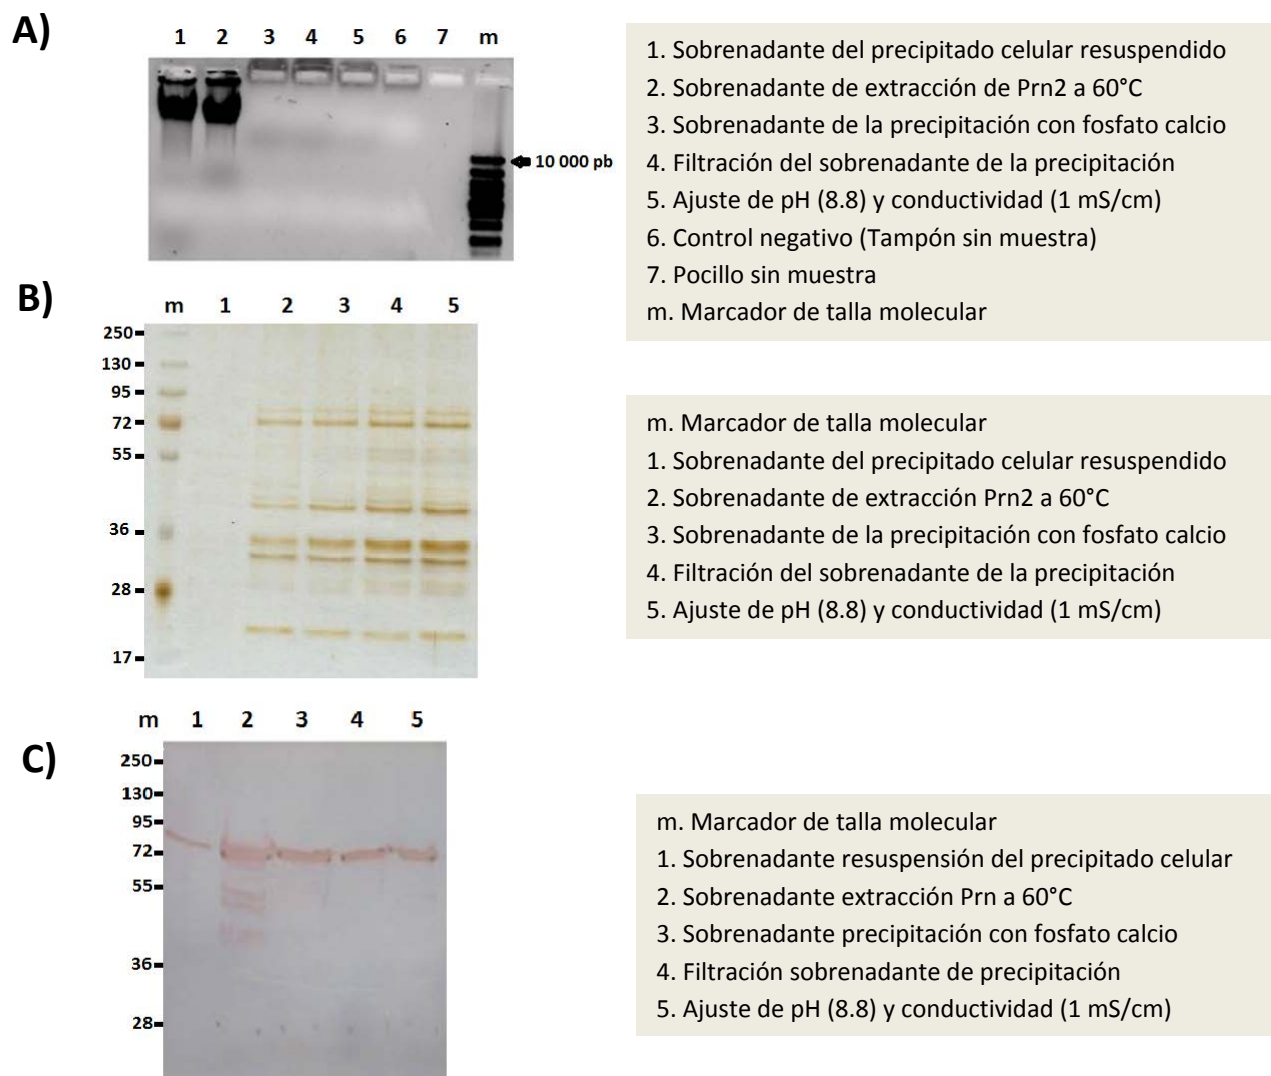 A)
1 2 3 4 5 6 7 m
10 000 pb
1. Sobrenadante del precipitado celular resuspendido
2. Sobrenadante de extracción de Prn2 a 60°C
3. Sobrenadante de la precipitación con fosfato calcio
4. Filtración del sobrenadante de la precipitación
5. Ajuste de pH (8.8) y conductividad (1 mS/cm)
6. Control negativo (Tampón sin muestra)
7. Pocillo sin muestra
m. Marcador de talla molecular
B)
m 1 2 3 4 5
250
130
95
72
55
36
28
17
m. Marcador de talla molecular
1. Sobrenadante del precipitado celular resuspendido
2. Sobrenadante de extracción Prn2 a 60°C
3. Sobrenadante de la precipitación con fosfato calcio
4. Filtración del sobrenadante de la precipitación
5. Ajuste de pH (8.8) y conductividad (1 mS/cm)
C)
m 1 2 3 4 5
250
130
95
72
55
36
28
m. Marcador de talla molecular
1. Sobrenadante resuspensión del precipitado celular
2. Sobrenadante extracción Prn a 60°C
3. Sobrenadante precipitación con fosfato calcio
4. Filtración sobrenadante de precipitación
5. Ajuste de pH (8.8) y conductividad (1 mS/cm)